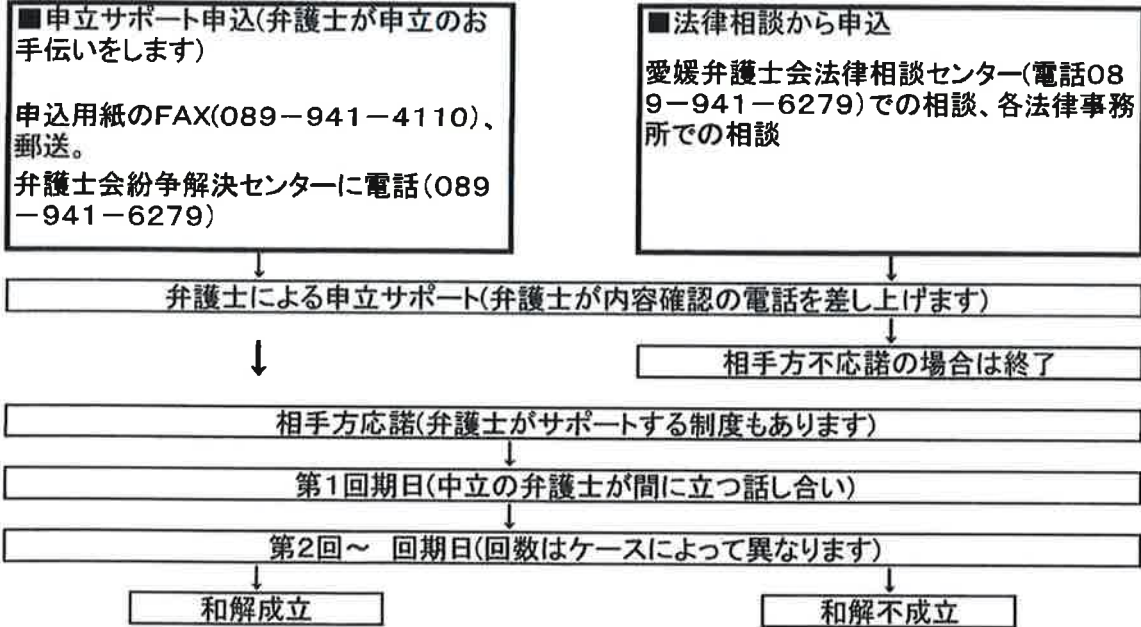 ■申立サポート申込(弁護士が申立のお
手伝いをします)
申込用紙のFAX(089-941-4110)、
郵送。
弁護士会紛争解決センターに電話(089
-941-6279)
■法律相談から申込
愛媛弁護士会法律相談センター(電話08
9-941-6279)での相談、各法律事務
所での相談
弁護士による申立サポート(弁護士が内容確認の電話を差し上げます)
相手方不応諾の場合は終了
相手方応諾(弁護士がサポートする制度もあります)
第1回期日(中立の弁護士が間に立つ話し合い)
第2回～ 回期日(回数はケースによって異なります)
和解成立
和解不成立